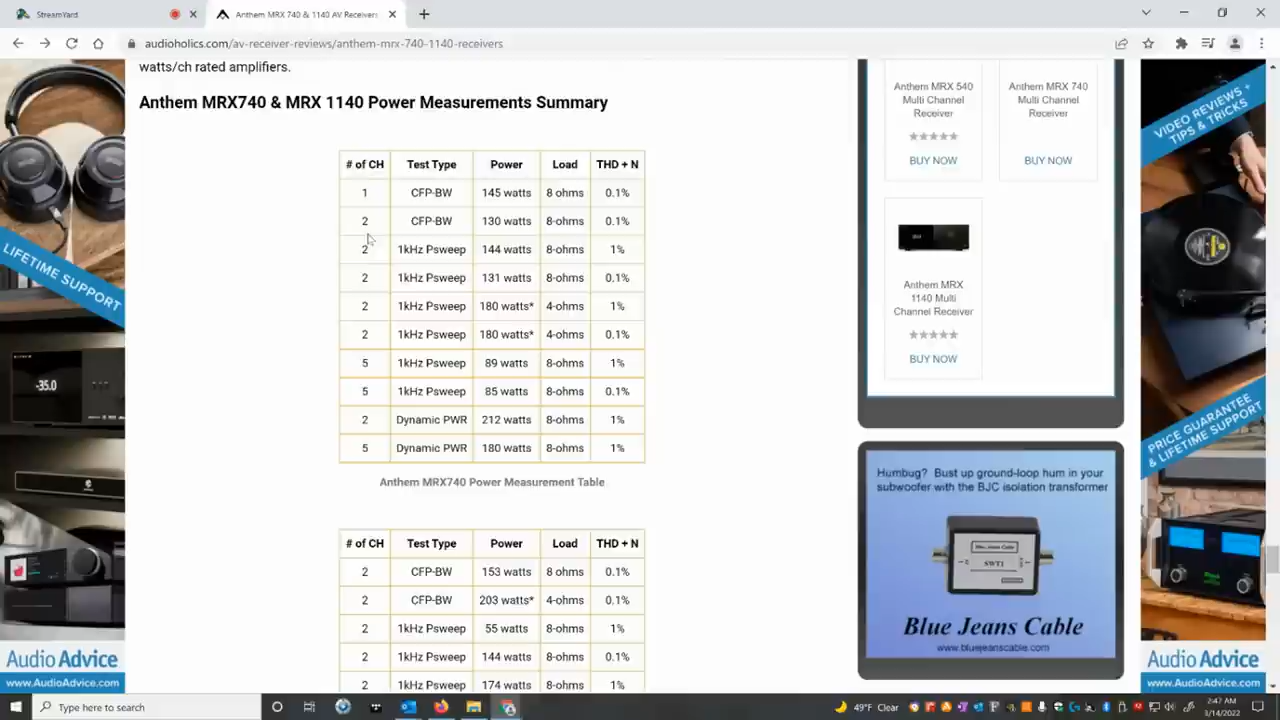 StreamYard
Anthem MRX 740 & 1140 AV Receivers
audioholics.com/av-receiver-reviews/anthem-mrx-740-1140-receivers
watts/ch rated amplifiers.
Anthem MRX740 & MRX 1140 Power Measurements Summary
# of CH Test Type Power Load THD + N
1 CFP-BW 145 watts 8 ohms 0.1%
2 CFP-BW 130 watts 8-ohms 0.1%
2 1kHz Psweep 144 watts 8-ohms 1%
2 1kHz Psweep 131 watts 8-ohms 0.1%
2 1kHz Psweep 180 watts* 4-ohms 1%
2 1kHz Psweep 180 watts* 4-ohms 0.1%
5 1kHz Psweep 89 watts 8-ohms 1%
5 1kHz Psweep 85 watts 8-ohms 0.1%
2 Dynamic PWR 212 watts 8-ohms 1%
5 Dynamic PWR 180 watts 8-ohms 1%
Anthem MRX740 Power Measurement Table
# of CH Test Type Power Load THD + N
2 CFP-BW 153 watts 8 ohms 0.1%
2 CFP-BW 203 watts* 4-ohms 0.1%
2 1kHz Psweep 55 watts 8-ohms 1%
2 1kHz Psweep 144 watts 8-ohms 0.1%
2 1kHz Psweep 274 watts 4-ohms 1%
Anthem MRX 540
Multi Channel
Receiver
BUY NOW
Anthem MRX 740
Multi Channel
Receiver
BUY NOW
Anthem MRX
1140 Multi
Channel Receiver
BUY NOW
Humbug? Bust up ground-loop hum in your
subwoofer with the BJC isolation transformer
Blue Jeans Cable
SWT1
Blue Jeans Cable
www.bluejeanscable.com
LIFETIME SUPPORT
-35.0
Audio Advice
www.AudioAdvice.com
VIDEO REVIEWS +
TIPS & TRICKS
PRICE GUARANTEE
& LIFETIME SUPPORT
Audio Advice
www.AudioAdvice.com
Type here to search
49°F Clear
2:47 AM
3/14/2022